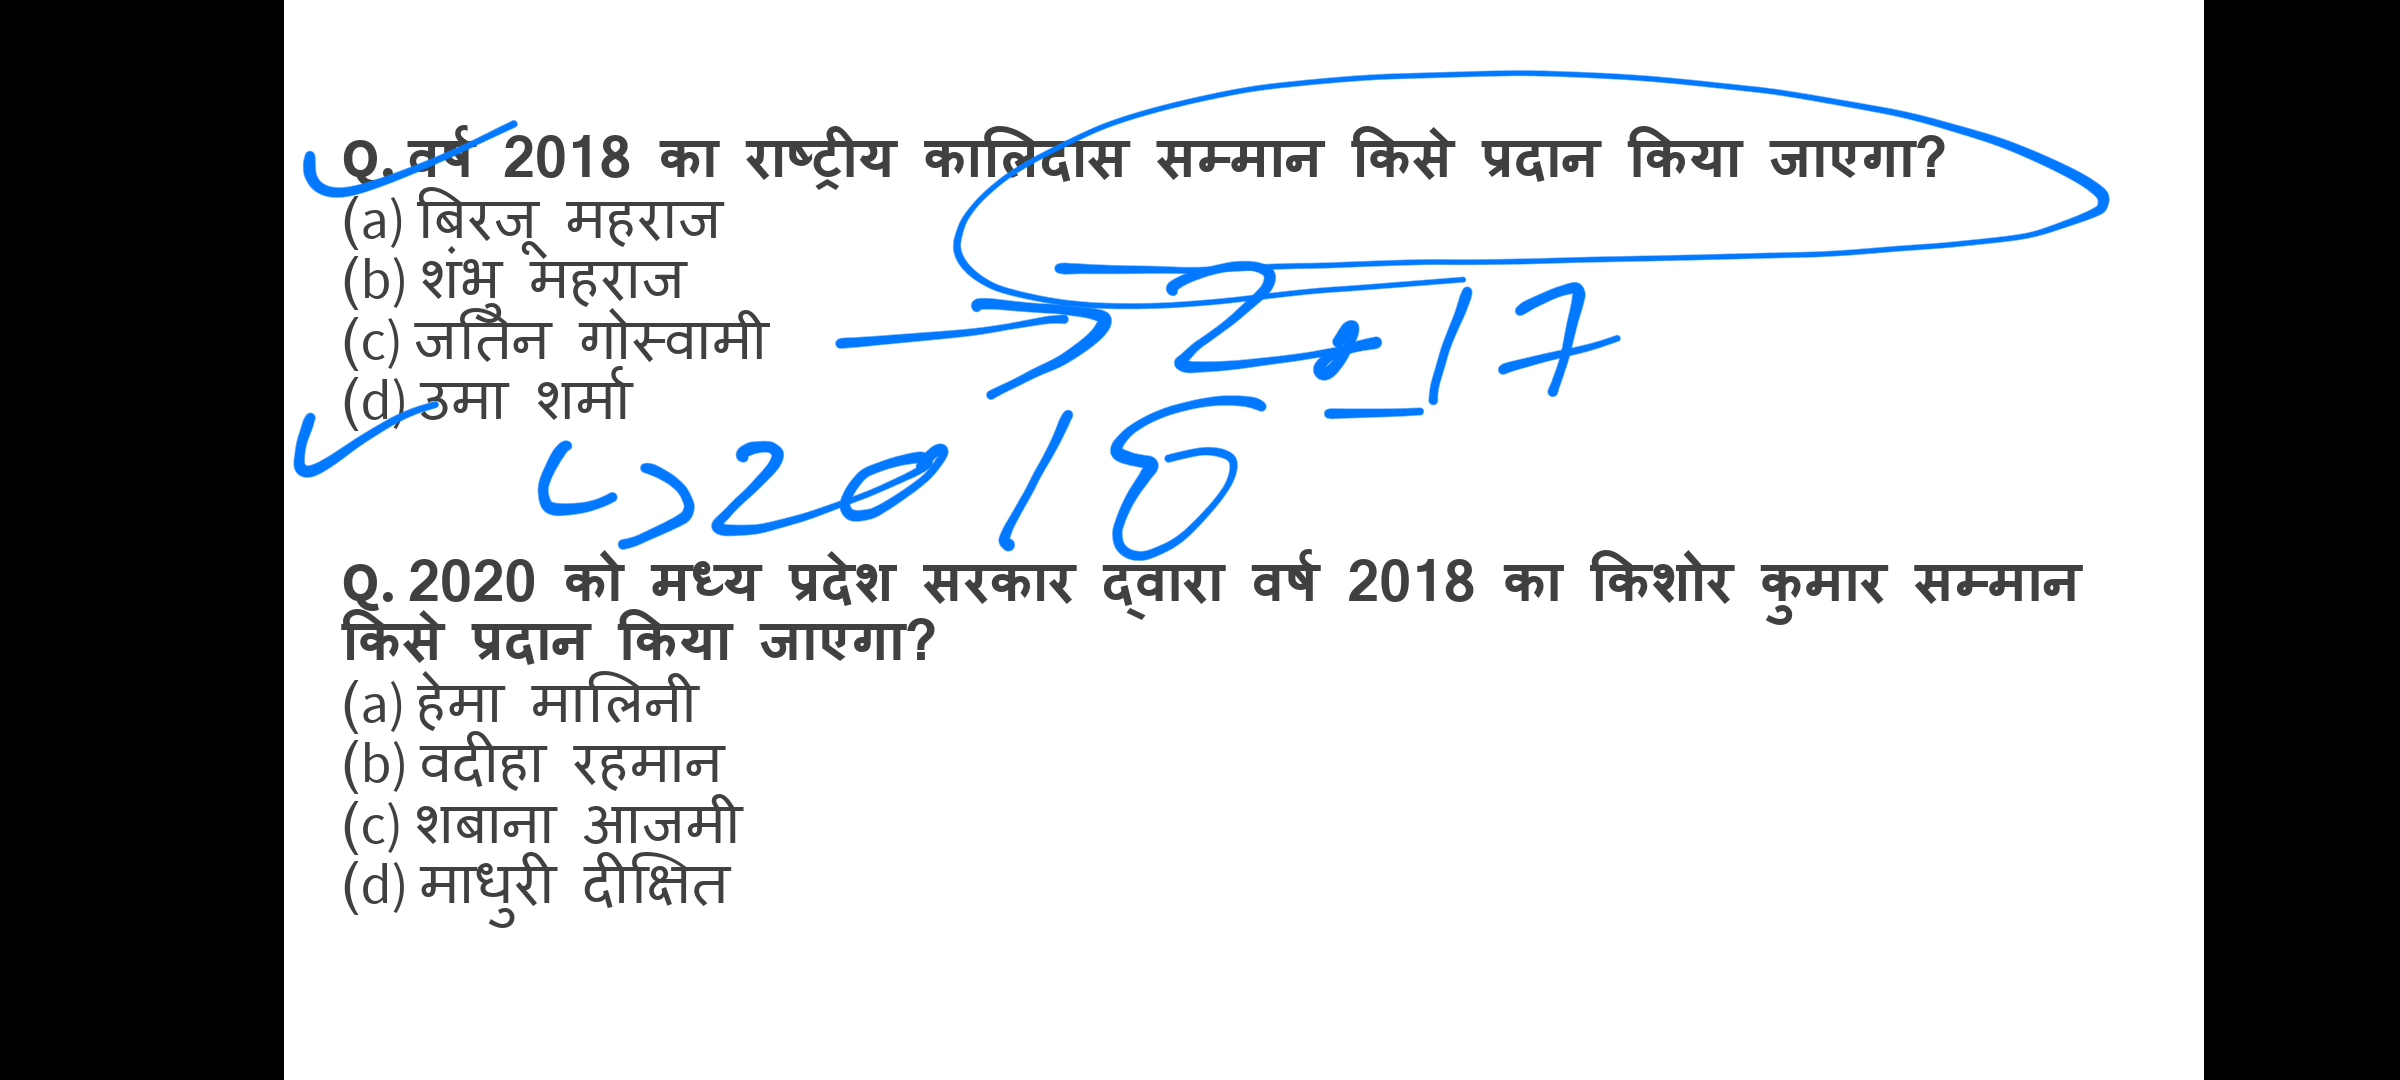 Q. वर्ष 2018 का राष्ट्रीय कालिदास सम्मान किसे प्रदान किया जाएगा?
(a) बिरजू महराज
(b) शंभु महराज
(c) जतिन गोस्वामी → 2017
(d) उमा शर्मा
↳ 2018
Q. 2020 को मध्य प्रदेश सरकार द्वारा वर्ष 2018 का किशोर कुमार सम्मान
किसे प्रदान किया जाएगा?
(a) हेमा मालिनी
(b) वदीहा रहमान
(c) शबाना आजमी
(d) माधुरी दीक्षित